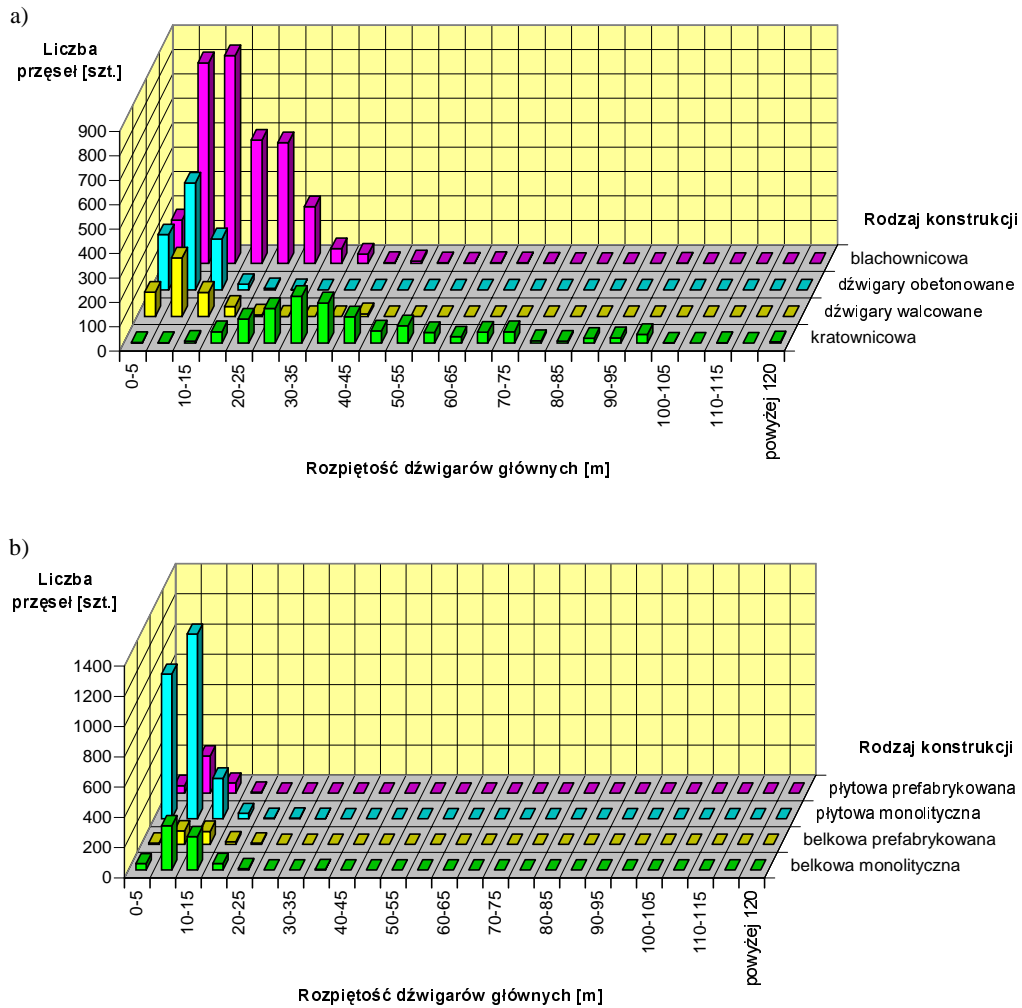 a)
Liczba
przęseł [szt.]
900
800
700
600
500
400
300
200
100
0
0-5
10-15
20-25
30-35
40-45
50-55
60-65
70-75
80-85
90-95
100-105
110-115
powyżej 120
Rodzaj konstrukcji
blachownicowa
dźwigary obetonowane
dźwigary walcowane
kratownicowa
Rozpiętość dźwigarów głównych [m]
b)
Liczba
przęseł [szt.]
1400
1200
1000
800
600
400
200
0
0-5
10-15
20-25
30-35
40-45
50-55
60-65
70-75
80-85
90-95
100-105
110-115
powyżej 120
Rodzaj konstrukcji
płytowa prefabrykowana
płytowa monolityczna
belkowa prefabrykowana
belkowa monolityczna
Rozpiętość dźwigarów głównych [m]